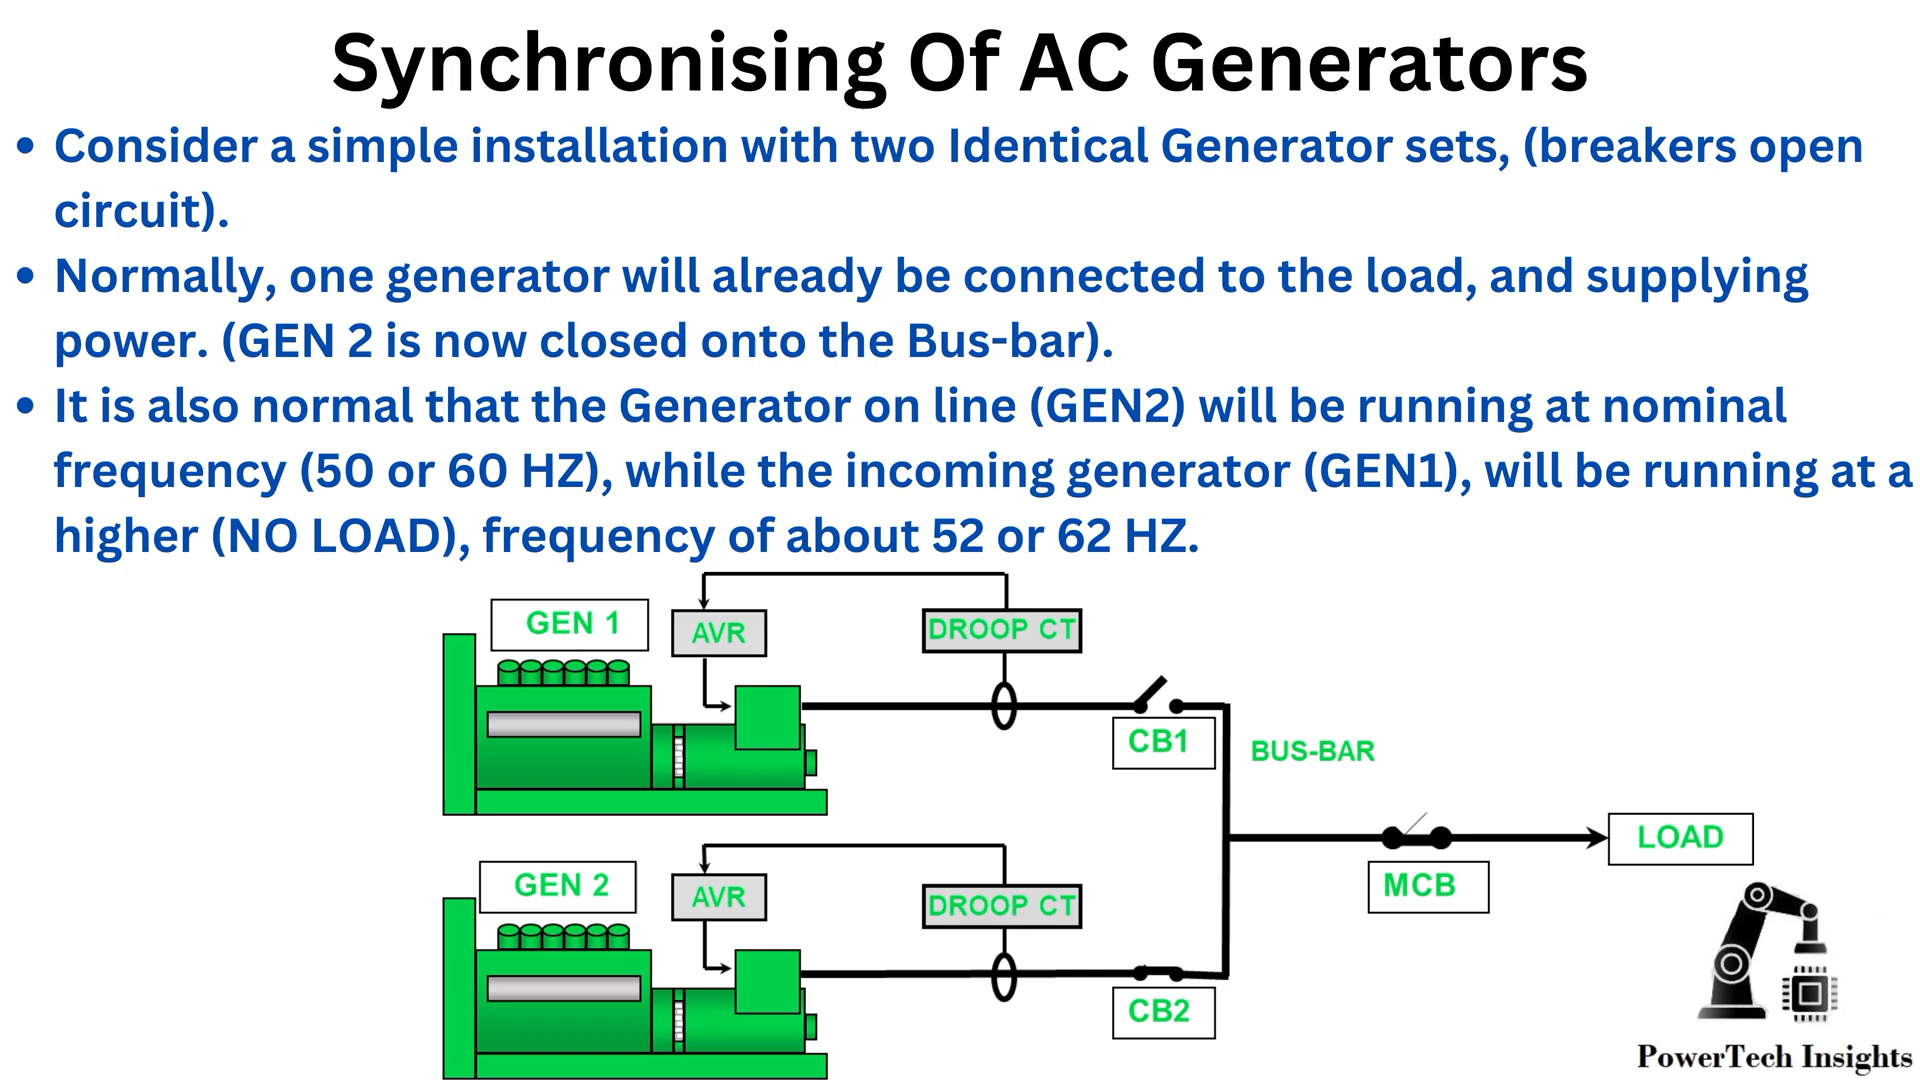 Synchronising Of AC Generators
• Consider a simple installation with two Identical Generator sets, (breakers open
circuit).
• Normally, one generator will already be connected to the load, and supplying
power. (GEN 2 is now closed onto the Bus-bar).
• It is also normal that the Generator on line (GEN2) will be running at nominal
frequency (50 or 60 HZ), while the incoming generator (GEN1), will be running at a
higher (NO LOAD), frequency of about 52 or 62 HZ.
GEN 1
AVR
DROOP CT
CB1
BUS-BAR
LOAD
MCB
GEN 2
AVR
DROOP CT
CB2
PowerTech Insights